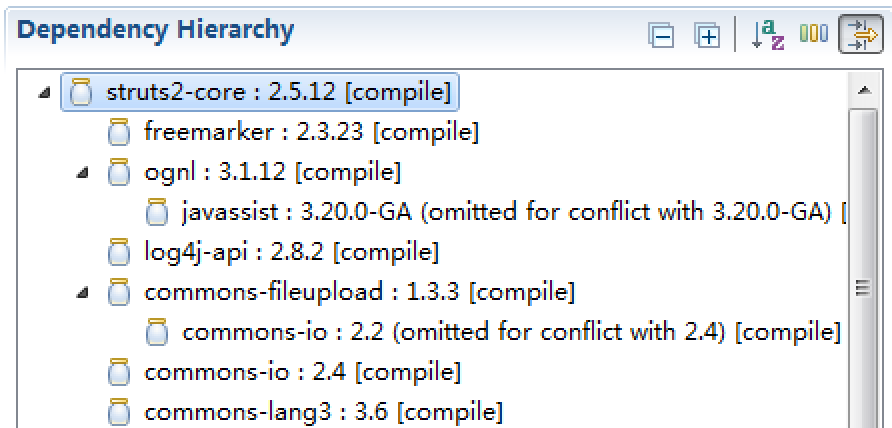 Dependency Hierarchy
struts2-core : 2.5.12 [compile]
freemarker : 2.3.23 [compile]
ognl : 3.1.12 [compile]
javassist : 3.20.0-GA (omitted for conflict with 3.20.0-GA) [
log4j-api : 2.8.2 [compile]
commons-fileupload : 1.3.3 [compile]
commons-io : 2.2 (omitted for conflict with 2.4) [compile]
commons-io : 2.4 [compile]
commons-lang3 : 3.6 [compile]